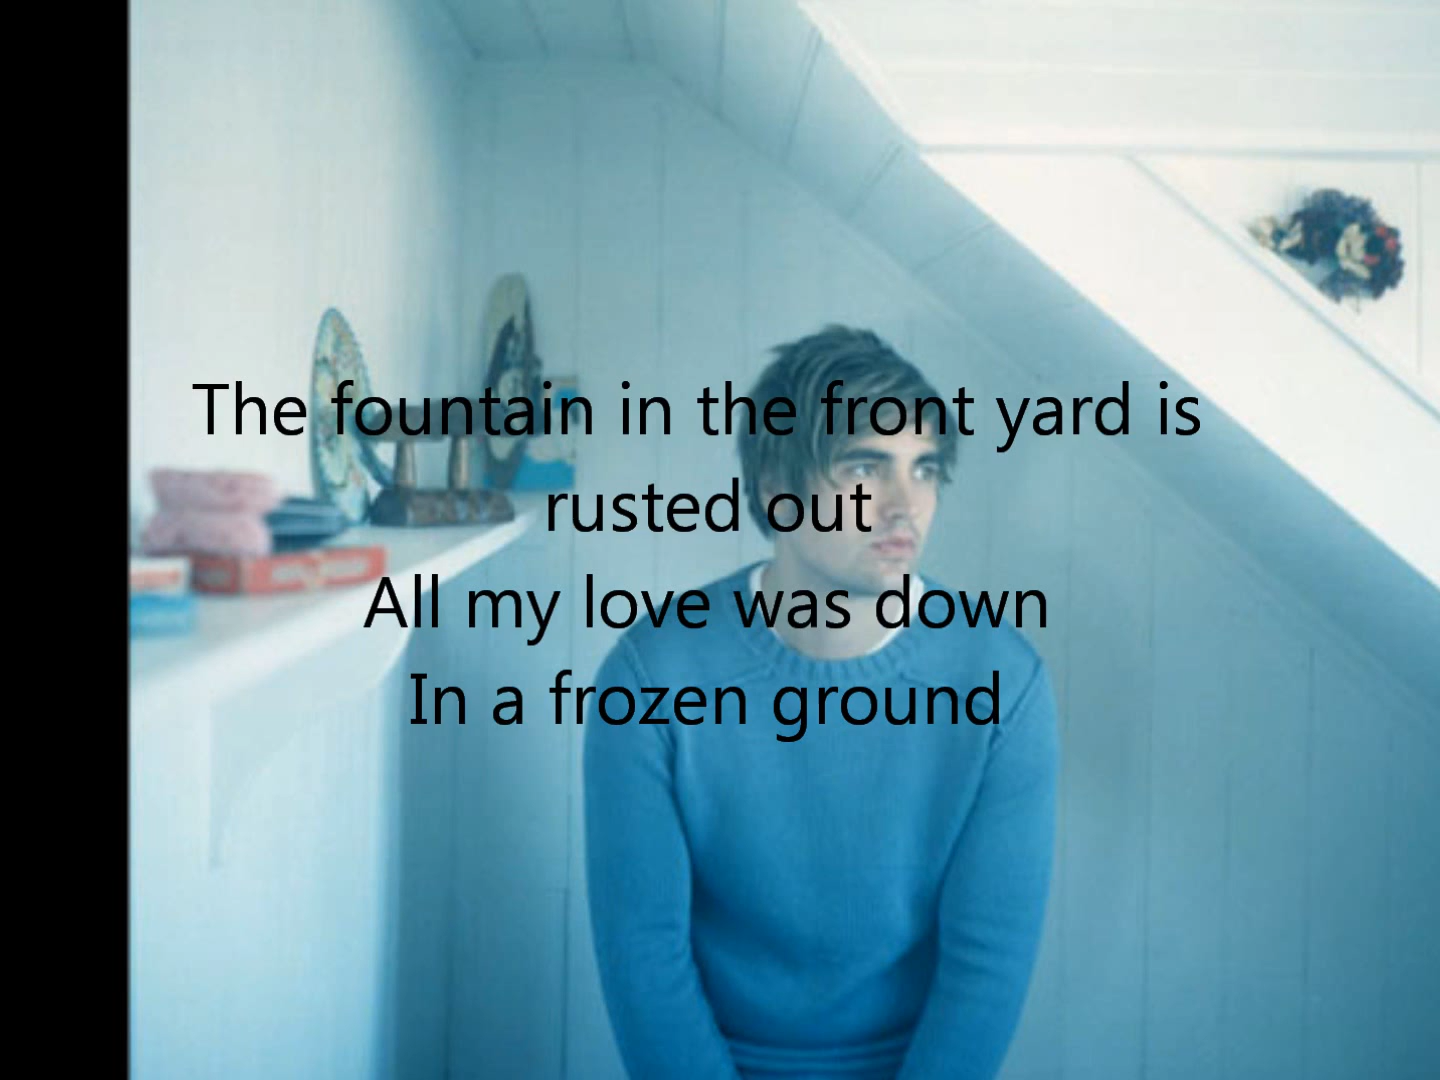 The fountain in the front yard is
rusted out
All my love was down
In a frozen ground